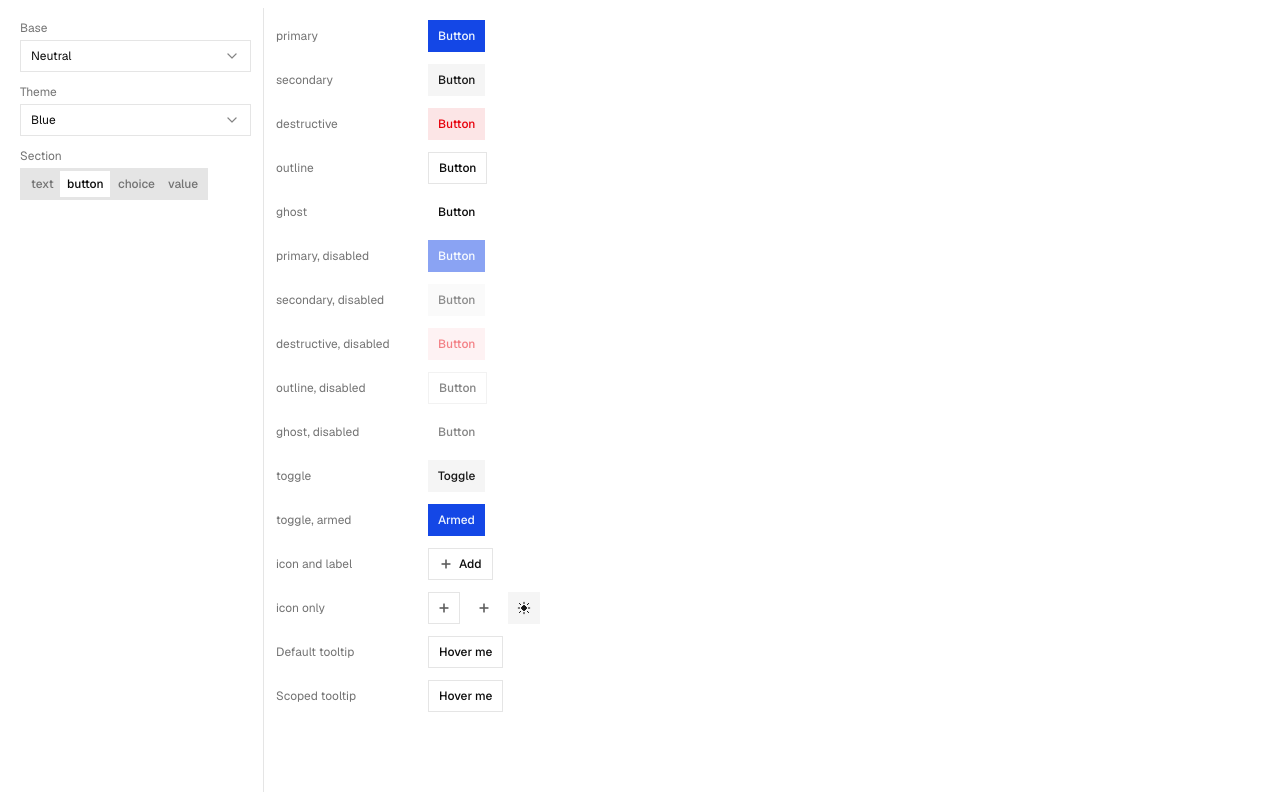 Base
Neutral
Theme
Blue
Section
text button choice value
primary Button
secondary Button
destructive Button
outline Button
ghost Button
primary, disabled Button
secondary, disabled Button
destructive, disabled Button
outline, disabled Button
ghost, disabled Button
toggle Toggle
toggle, armed Armed
icon and label Add
icon only
Default tooltip Hover me
Scoped tooltip Hover me